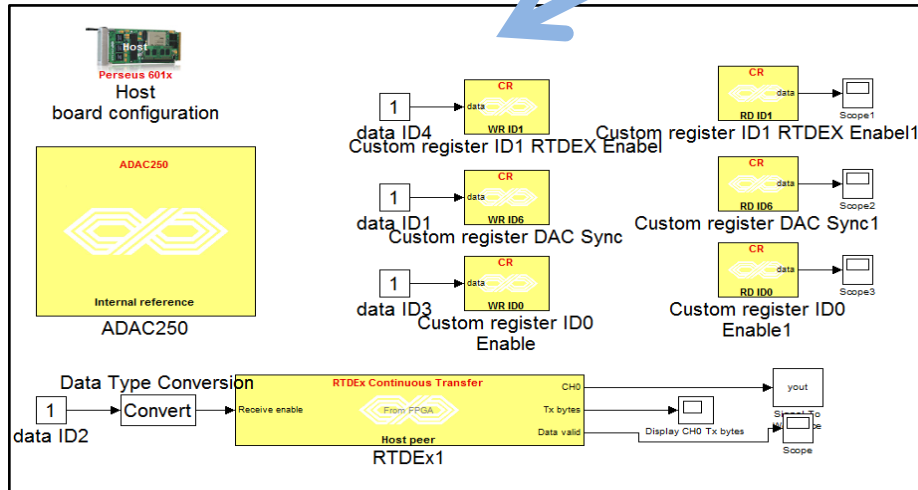 Host
Perseus 601x
Host
board configuration
ADAC250
Internal reference
ADAC250
1
data ID4
CR
data
WR ID1
Custom register ID1 RTDEX Enabel
CR
data
RD ID1
Custom register ID1 RTDEX Enabel1
Scope1
1
data ID1
CR
data
WR ID6
Custom register DAC Sync
CR
data
RD ID6
Custom register DAC Sync1
Scope2
1
data ID3
CR
data
WR ID0
Custom register ID0
Enable
CR
data
RD ID0
Custom register ID0
Enable1
Scope3
1
data ID2
Data Type Conversion
Convert
RTDEx Continuous Transfer
Receive enable
From FPGA
Host peer
CH0
Tx bytes
Data valid
RTDEx1
Display CH0 Tx bytes
yout
Signal To
Scope